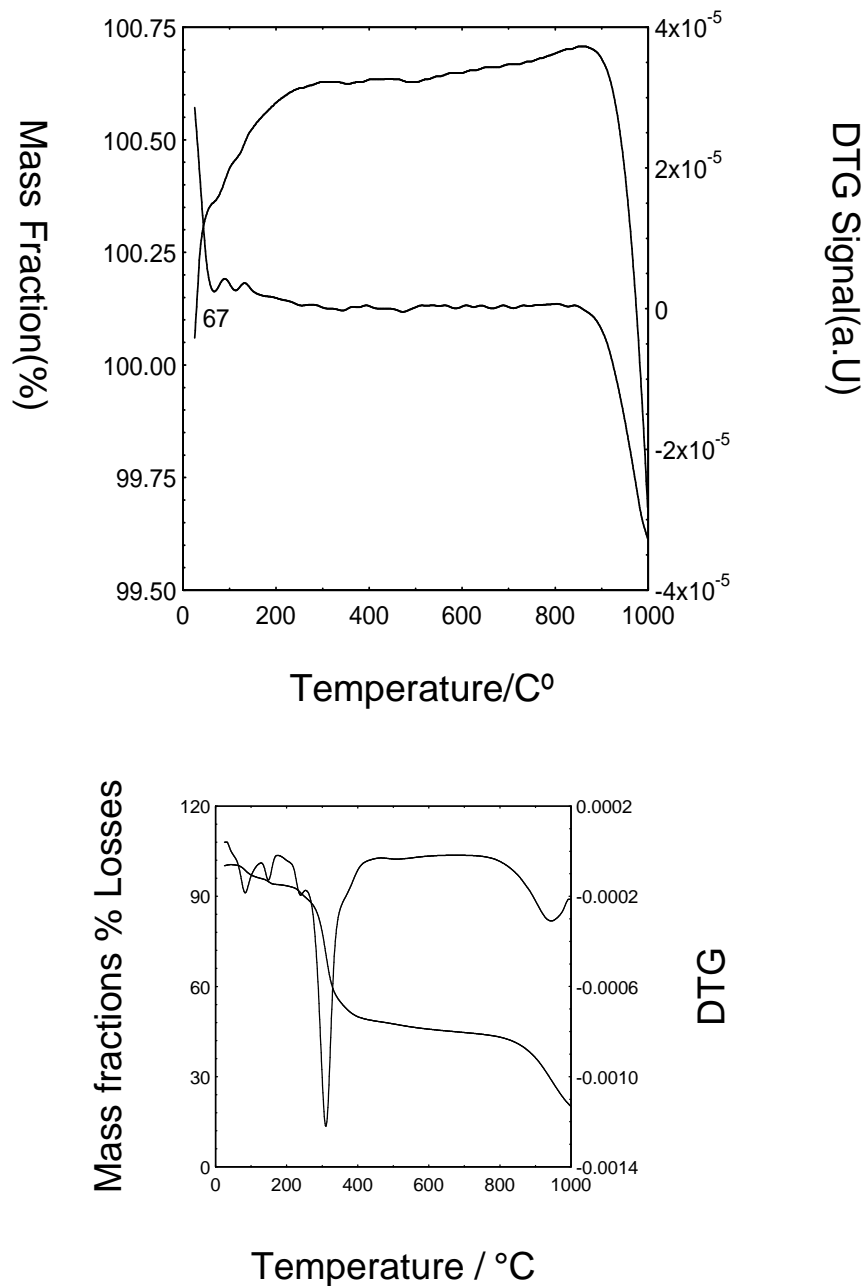 100.75
100.50
100.25
100.00
99.75
99.50
Mass Fraction(%)
4x10⁻⁵
2x10⁻⁵
0
-2x10⁻⁵
-4x10⁻⁵
DTG Signal(a.U)
67
0 200 400 600 800 1000
Temperature/Cº
120
90
60
30
0
Mass fractions % Losses
0.0002
-0.0002
-0.0006
-0.0010
-0.0014
DTG
0 200 400 600 800 1000
Temperature / °C